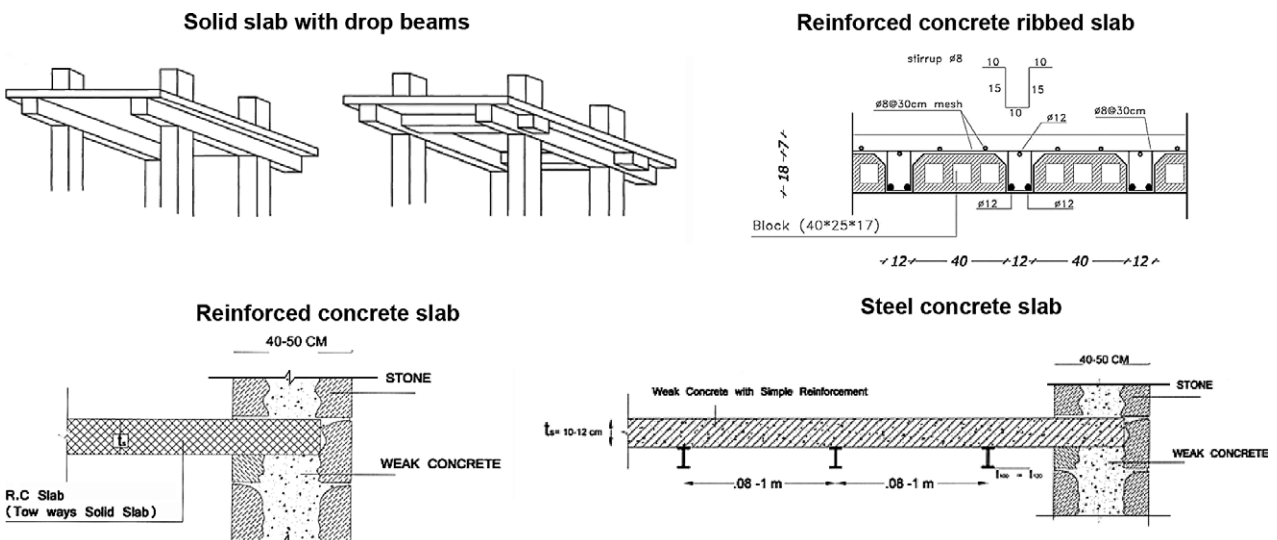 Solid slab with drop beams
Reinforced concrete ribbed slab
stirrup ø8
10 10
15 15
10
ø8@30cm mesh
ø12
ø8@30cm
18 7
ø12 ø12
Block (40*25*17)
12 40 12 40 12
Reinforced concrete slab
40-50 CM
STONE
ts
WEAK CONCRETE
R.C Slab
(Tow ways Solid Slab)
Steel concrete slab
40-50 CM
Weak Concrete with Simple Reinforcement
STONE
ts= 10-12 cm
WEAK CONCRETE
.08 -1 m .08 -1 m